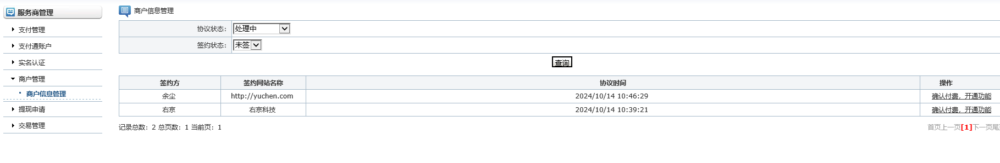 服务商管理
支付管理
支付通账户
实名认证
商户管理
商户信息管理
提现申请
交易管理
商户信息管理
协议状态: 处理中
签约状态: 未签
查询
签约方 签约网站名称 协议时间 操作
余尘 http://yuchen.com 2024/10/14 10:46:29 确认付费，开通功能
右京 右京科技 2024/10/14 10:39:21 确认付费，开通功能
记录总数: 2 总页数: 1 当前页: 1
首页上一页[1]下一页尾